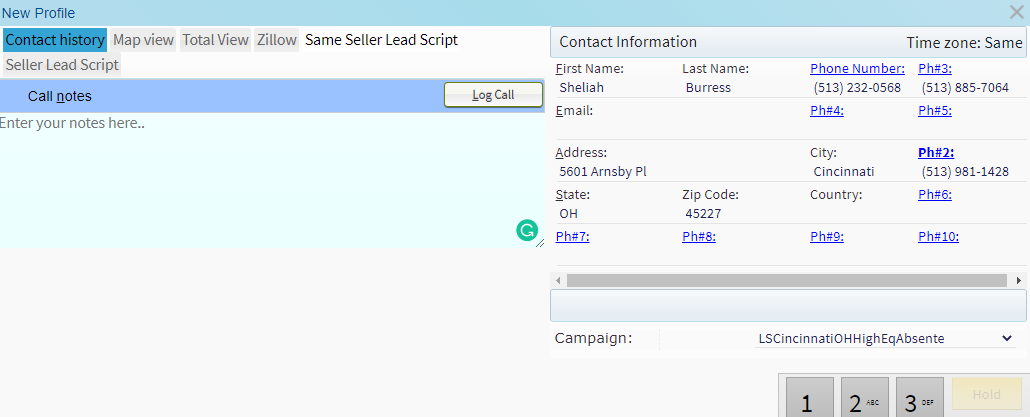 New Profile
Contact history Map view Total View Zillow Same Seller Lead Script
Seller Lead Script
Call notes Log Call
Enter your notes here..
Contact Information Time zone: Same
First Name: Last Name: Phone Number: Ph#3:
Sheliah Burress (513) 232-0568 (513) 885-7064
Email: Ph#4: Ph#5:
Address: City: Ph#2:
5601 Arnsby Pl Cincinnati (513) 981-1428
State: Zip Code: Country: Ph#6:
OH 45227
Ph#7: Ph#8: Ph#9: Ph#10:
Campaign: LSCincinnatiOHHighEqAbsente
1 2 ABC 3 DEF Hold